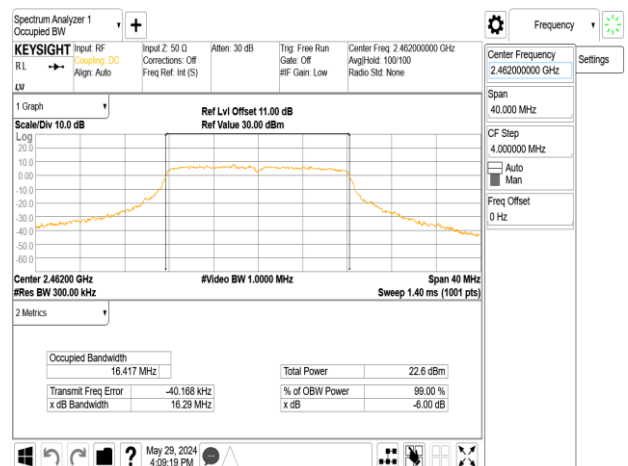 Spectrum Analyzer 1
Occupied BW
Frequency
KEYSIGHT
RL
LXI
Input: RF
Coupling: DC
Align: Auto
Input Z: 50 Ω
Corrections: Off
Freq Ref: Int (S)
Atten: 30 dB
Trig: Free Run
Gate: Off
#IF Gain: Low
Center Freq: 2.462000000 GHz
Avg|Hold: 100/100
Radio Std: None
Center Frequency
2.462000000 GHz
Settings
Span
40.000 MHz
CF Step
4.000000 MHz
Auto
Man
Freq Offset
0 Hz
1 Graph
Scale/Div 10.0 dB
Ref Lvl Offset 11.00 dB
Ref Value 30.00 dBm
Log
20.0
10.0
0.00
-10.0
-20.0
-30.0
-40.0
-50.0
-60.0
Center 2.46200 GHz
#Res BW 300.00 kHz
#Video BW 1.0000 MHz
Span 40 MHz
Sweep 1.40 ms (1001 pts)
2 Metrics
Occupied Bandwidth
16.417 MHz
Total Power 22.6 dBm
Transmit Freq Error -40.168 kHz
% of OBW Power 99.00 %
x dB Bandwidth 16.29 MHz
x dB -6.00 dB
?
May 29, 2024
4:09:19 PM